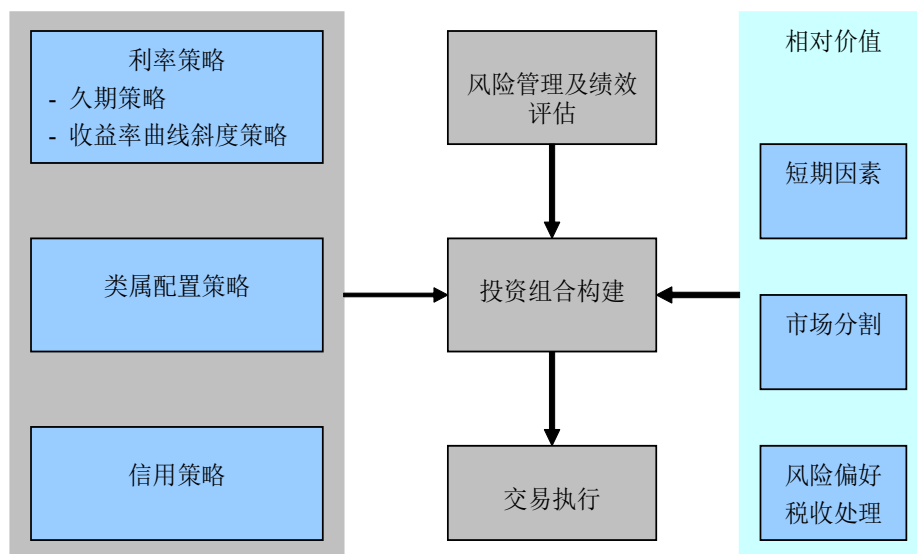 利率策略
- 久期策略
- 收益率曲线斜度策略
类属配置策略
信用策略
风险管理及绩效
评估
投资组合构建
交易执行
相对价值
短期因素
市场分割
风险偏好
税收处理